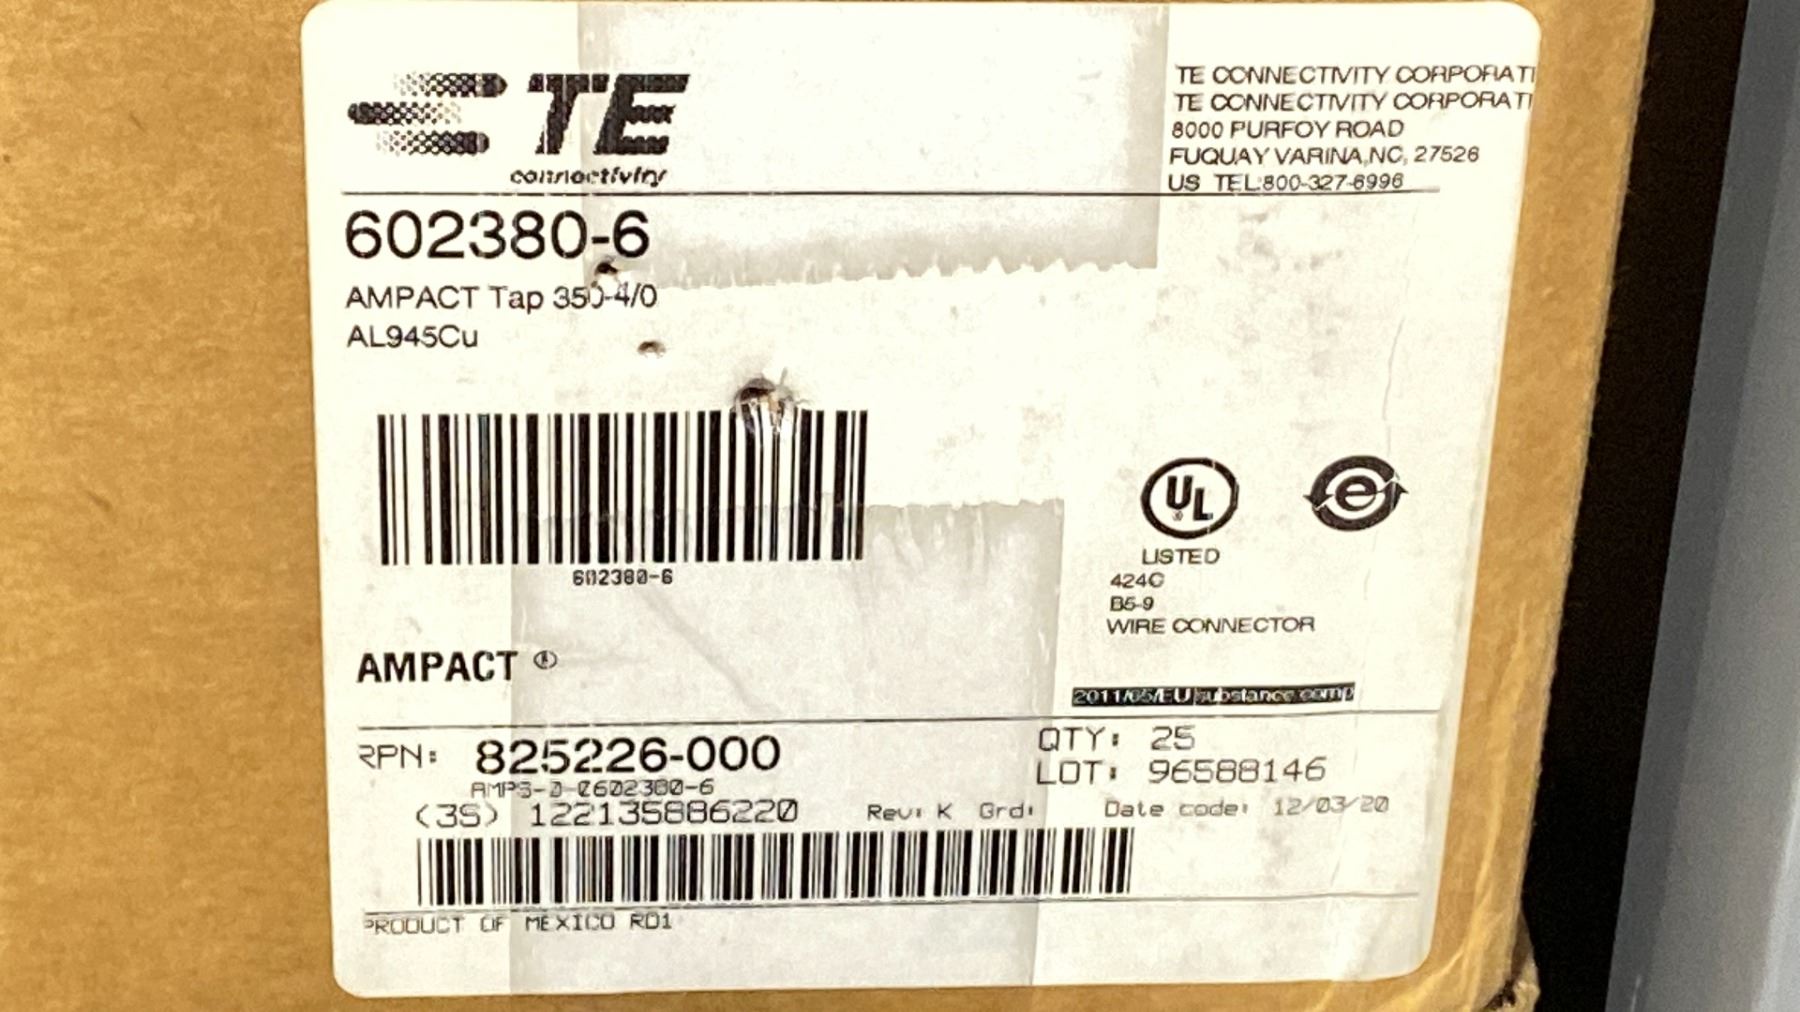 TE
connectivity
TE CONNECTIVITY CORPORATI
TE CONNECTIVITY CORPORATI
8000 PURFOY ROAD
FUQUAY VARINA,NC, 27526
US TEL:800-327-6996
602380-6
AMPACT Tap 350-4/0
AL945Cu
602380-6
UL
LISTED
424C
B5-9
WIRE CONNECTOR
e
AMPACT ®
2011/65/EU substance comp
RPN: 825226-000
AMPS-0-0602380-6
QTY: 25
LOT: 96588146
(3S) 122135886220
Rev: K Grd:
Date code: 12/03/20
PRODUCT OF MEXICO RO1